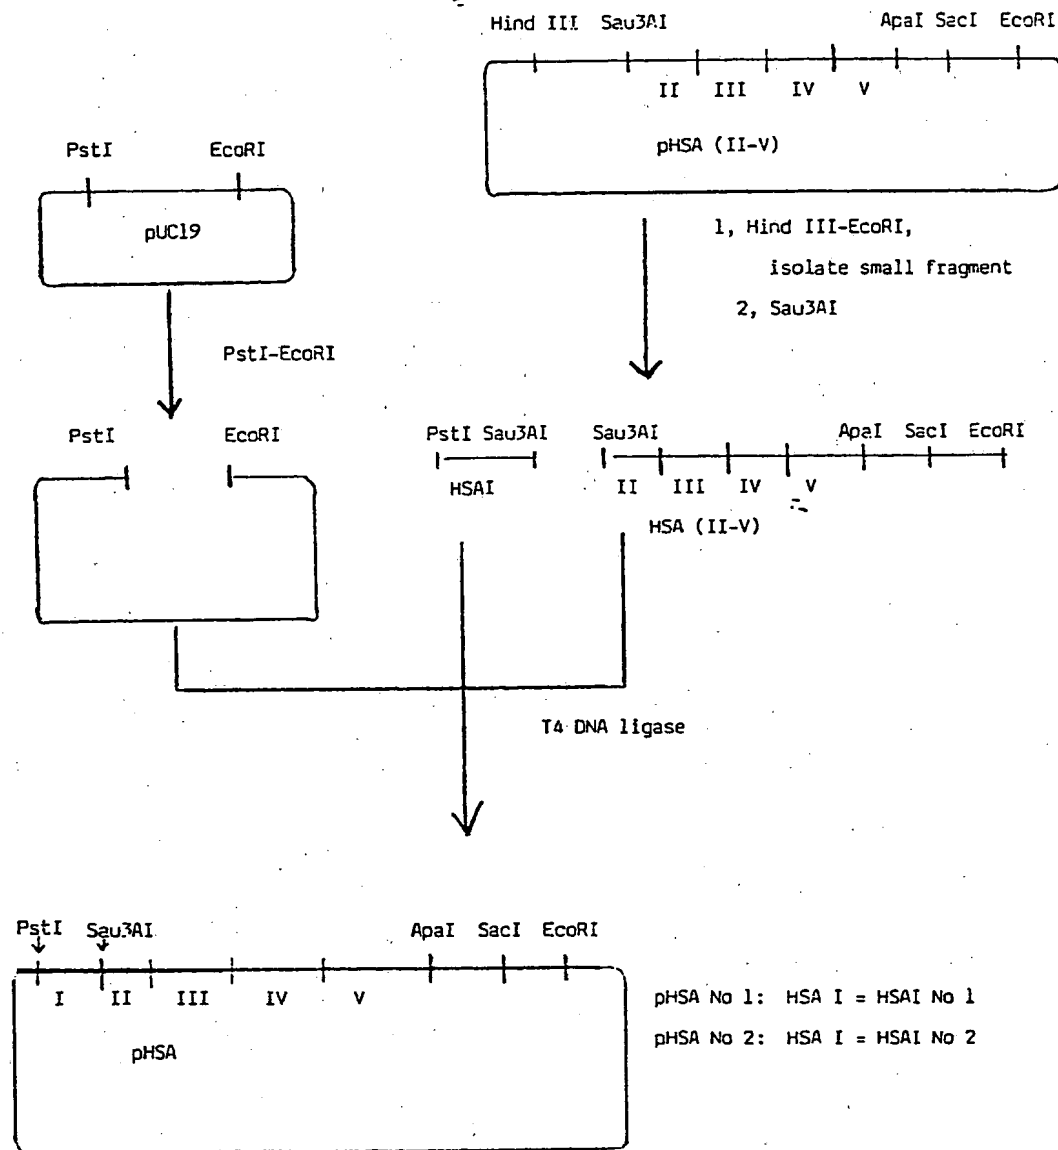 Hind III Sau3AI ApaI SacI EcoRI
II III IV V
pHSA (II-V)
PstI EcoRI
pUC19
1, Hind III-EcoRI,
isolate small fragment
2, Sau3AI
PstI-EcoRI
PstI EcoRI
PstI Sau3AI
HSAI
Sau3AI ApaI SacI EcoRI
II III IV V
HSA (II-V)
T4 DNA ligase
PstI Sau3AI ApaI SacI EcoRI
I II III IV V
pHSA
pHSA No 1: HSA I = HSAI No 1
pHSA No 2: HSA I = HSAI No 2